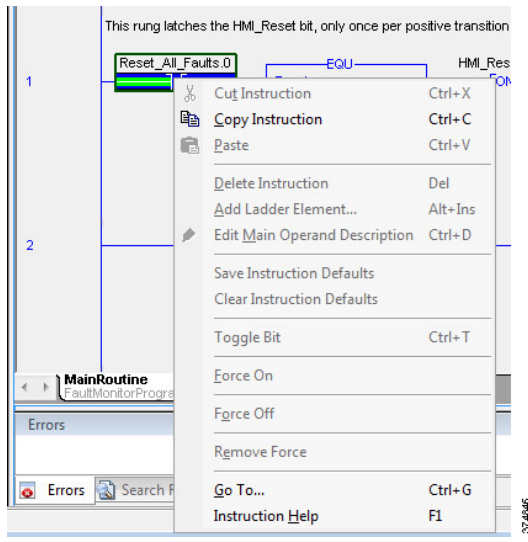 This rung latches the HMI_Reset bit, only once per positive transition
Reset_All_Faults.0
EQU
HMI_Res
1
ON
Cut Instruction Ctrl+X
Copy Instruction Ctrl+C
Paste Ctrl+V
Delete Instruction Del
Add Ladder Element... Alt+Ins
2
Edit Main Operand Description Ctrl+D
Save Instruction Defaults
Clear Instruction Defaults
Toggle Bit Ctrl+T
Force On
MainRoutine
FaultMonitorProgra
Force Off
Errors
Remove Force
Errors Search F
Go To... Ctrl+G
Instruction Help F1
374846